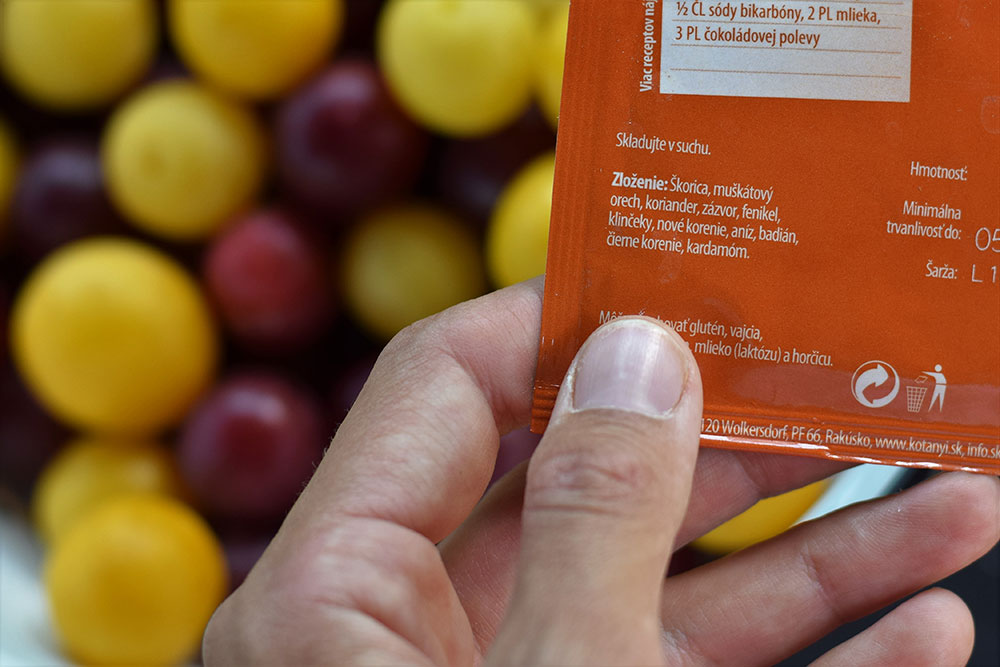 ½ ČL sódy bikarbóny, 2 PL mlieka,
3 PL čokoládovej polevy
Viac receptov
Skladujte v suchu.
Zloženie: Škorica, muškátový
orech, koriander, zázvor, fenikel,
klinčeky, nové korenie, aníz, badián,
čierne korenie, kardamóm.
Hmotnosť:
Minimálna
trvanlivosť do: 05
Šarža: L 1
glutén, vajcia,
mlieko (laktózu) a horčicu.
120 Wolkersdorf, PF 66, Rakúsko, www.kotanyi.sk, info.sk